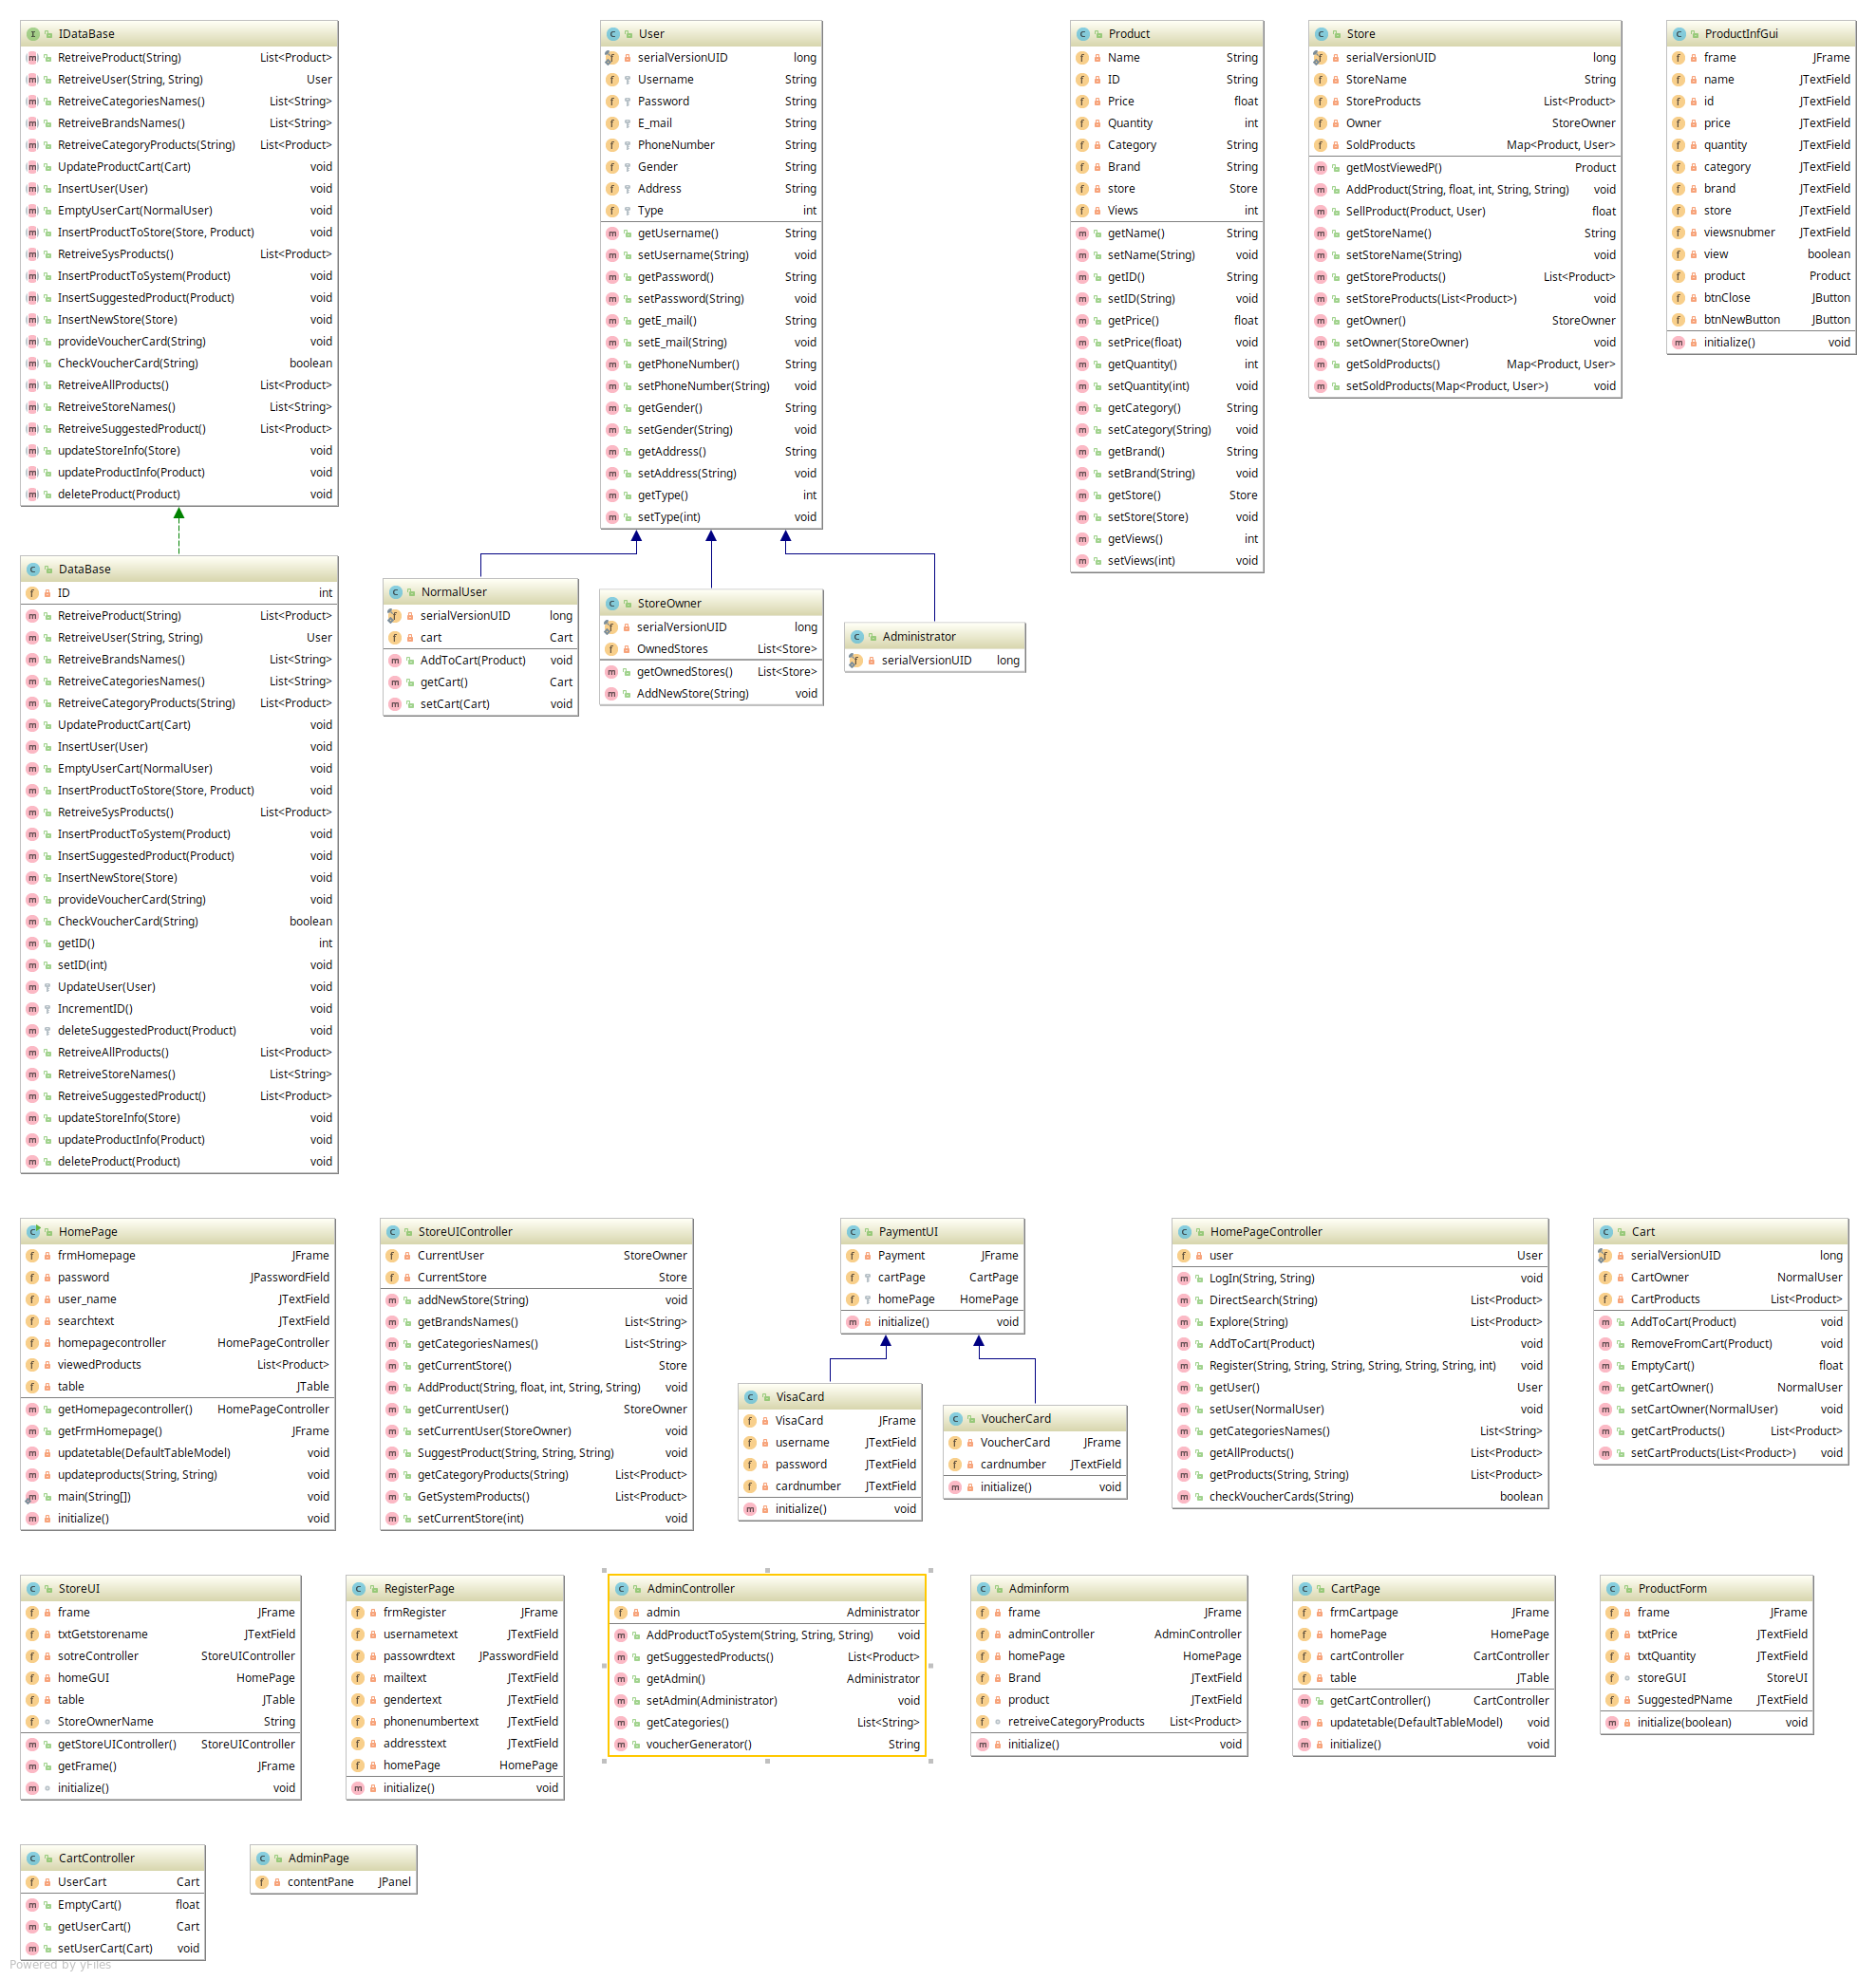 IDataBase
RetreiveProduct(String) List<Product>
RetreiveUser(String, String) User
RetreiveCategoriesNames() List<String>
RetreiveBrandsNames() List<String>
RetreiveCategoryProducts(String) List<Product>
UpdateProductCart(Cart) void
InsertUser(User) void
EmptyUserCart(NormalUser) void
InsertProductToStore(Store, Product) void
RetreiveSysProducts() List<Product>
InsertProductToSystem(Product) void
InsertSuggestedProduct(Product) void
InsertNewStore(Store) void
provideVoucherCard(String) void
CheckVoucherCard(String) boolean
RetreiveAllProducts() List<Product>
RetreiveStoreNames() List<String>
RetreiveSuggestedProduct() List<Product>
updateStoreInfo(Store) void
updateProductInfo(Product) void
deleteProduct(Product) void
User
serialVersionUID long
Username String
Password String
E_mail String
PhoneNumber String
Gender String
Address String
Type int
getUsername() String
setUsername(String) void
getPassword() String
setPassword(String) void
getE_mail() String
setE_mail(String) void
getPhoneNumber() String
setPhoneNumber(String) void
getGender() String
setGender(String) void
getAddress() String
setAddress(String) void
getType() int
setType(int) void
Product
Name String
ID String
Price float
Quantity int
Category String
Brand String
store Store
Views int
getName() String
setName(String) void
getID() String
setID(String) void
getPrice() float
setPrice(float) void
getQuantity() int
setQuantity(int) void
getCategory() String
setCategory(String) void
getBrand() String
setBrand(String) void
getStore() Store
setStore(Store) void
getViews() int
setViews(int) void
Store
serialVersionUID long
StoreName String
StoreProducts List<Product>
Owner StoreOwner
SoldProducts Map<Product, User>
getMostViewedP() Product
AddProduct(String, float, int, String, String) void
SellProduct(Product, User) float
getStoreName() String
setStoreName(String) void
getStoreProducts() List<Product>
setStoreProducts(List<Product>) void
getOwner() StoreOwner
setOwner(StoreOwner) void
getSoldProducts() Map<Product, User>
setSoldProducts(Map<Product, User>) void
ProductInfGui
frame JFrame
name JTextField
id JTextField
price JTextField
quantity JTextField
category JTextField
brand JTextField
store JTextField
viewsnubmer JTextField
view boolean
product Product
btnClose JButton
btnNewButton JButton
initialize() void
DataBase
ID int
RetreiveProduct(String) List<Product>
RetreiveUser(String, String) User
RetreiveBrandsNames() List<String>
RetreiveCategoriesNames() List<String>
RetreiveCategoryProducts(String) List<Product>
UpdateProductCart(Cart) void
InsertUser(User) void
EmptyUserCart(NormalUser) void
InsertProductToStore(Store, Product) void
RetreiveSysProducts() List<Product>
InsertProductToSystem(Product) void
InsertSuggestedProduct(Product) void
InsertNewStore(Store) void
provideVoucherCard(String) void
CheckVoucherCard(String) boolean
getID() int
setID(int) void
UpdateUser(User) void
IncrementID() void
deleteSuggestedProduct(Product) void
RetreiveAllProducts() List<Product>
RetreiveStoreNames() List<String>
RetreiveSuggestedProduct() List<Product>
updateStoreInfo(Store) void
updateProductInfo(Product) void
deleteProduct(Product) void
NormalUser
serialVersionUID long
cart Cart
AddToCart(Product) void
getCart() Cart
setCart(Cart) void
StoreOwner
serialVersionUID long
OwnedStores List<Store>
getOwnedStores() List<Store>
AddNewStore(String) void
Administrator
serialVersionUID long
HomePage
frmHomepage JFrame
password JPasswordField
user_name JTextField
searchtext JTextField
homepagecontroller HomePageController
viewedProducts List<Product>
table JTable
getHomepagecontroller() HomePageController
getFrmHomepage() JFrame
updatetable(DefaultTableModel) void
updateproducts(String, String) void
main(String[]) void
initialize() void
StoreUIController
CurrentUser StoreOwner
CurrentStore Store
addNewStore(String) void
getBrandsNames() List<String>
getCategoriesNames() List<String>
getCurrentStore() Store
AddProduct(String, float, int, String, String) void
getCurrentUser() StoreOwner
setCurrentUser(StoreOwner) void
SuggestProduct(String, String, String) void
getCategoryProducts(String) List<Product>
GetSystemProducts() List<Product>
setCurrentStore(int) void
PaymentUI
Payment JFrame
cartPage CartPage
homePage HomePage
initialize() void
VisaCard
VisaCard JFrame
username JTextField
password JTextField
cardnumber JTextField
initialize() void
VoucherCard
VoucherCard JFrame
cardnumber JTextField
initialize() void
HomePageController
user User
LogIn(String, String) void
DirectSearch(String) List<Product>
Explore(String) List<Product>
AddToCart(Product) void
Register(String, String, String, String, String, String, int) void
getUser() User
setUser(NormalUser) void
getCategoriesNames() List<String>
getAllProducts() List<Product>
getProducts(String, String) List<Product>
checkVoucherCards(String) boolean
Cart
serialVersionUID long
CartOwner NormalUser
CartProducts List<Product>
AddToCart(Product) void
RemoveFromCart(Product) void
EmptyCart() float
getCartOwner() NormalUser
setCartOwner(NormalUser) void
getCartProducts() List<Product>
setCartProducts(List<Product>) void
StoreUI
frame JFrame
txtGetstorename JTextField
sotreController StoreUIController
homeGUI HomePage
table JTable
StoreOwnerName String
getStoreUIController() StoreUIController
getFrame() JFrame
initialize() void
RegisterPage
frmRegister JFrame
usernametext JTextField
passowrdtext JPasswordField
mailtext JTextField
gendertext JTextField
phonenumbertext JTextField
addresstext JTextField
homePage HomePage
initialize() void
AdminController
admin Administrator
AddProductToSystem(String, String, String) void
getSuggestedProducts() List<Product>
getAdmin() Administrator
setAdmin(Administrator) void
getCategories() List<String>
voucherGenerator() String
Adminform
frame JFrame
adminController AdminController
homePage HomePage
Brand JTextField
product JTextField
retreiveCategoryProducts List<Product>
initialize() void
CartPage
frmCartpage JFrame
homePage HomePage
cartController CartController
table JTable
getCartController() CartController
updatetable(DefaultTableModel) void
initialize() void
ProductForm
frame JFrame
txtPrice JTextField
txtQuantity JTextField
storeGUI StoreUI
SuggestedPName JTextField
initialize(boolean) void
CartController
UserCart Cart
EmptyCart() float
getUserCart() Cart
setUserCart(Cart) void
AdminPage
contentPane JPanel
Powered by yFiles